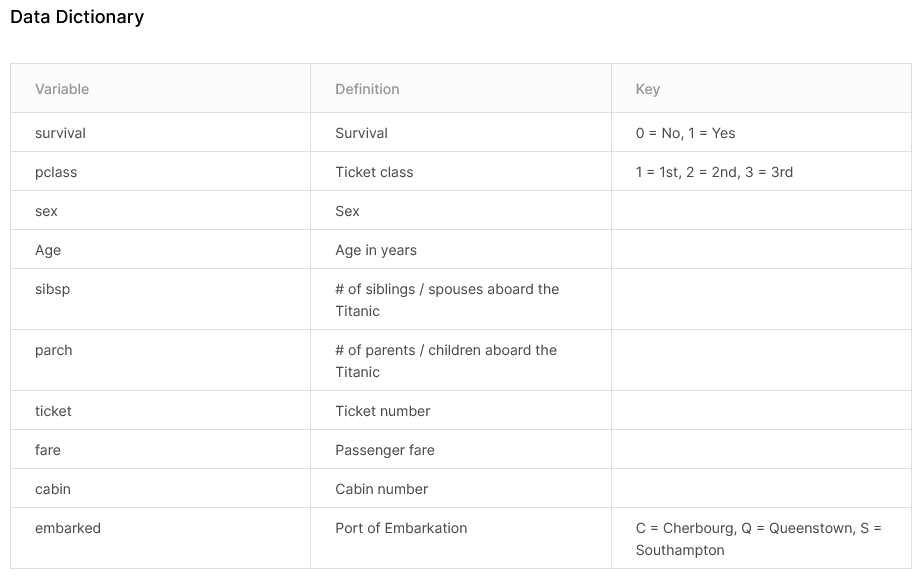 Data Dictionary
Variable Definition Key
survival Survival 0 = No, 1 = Yes
pclass Ticket class 1 = 1st, 2 = 2nd, 3 = 3rd
sex Sex
Age Age in years
sibsp # of siblings / spouses aboard the
Titanic
parch # of parents / children aboard the
Titanic
ticket Ticket number
fare Passenger fare
cabin Cabin number
embarked Port of Embarkation C = Cherbourg, Q = Queenstown, S =
Southampton